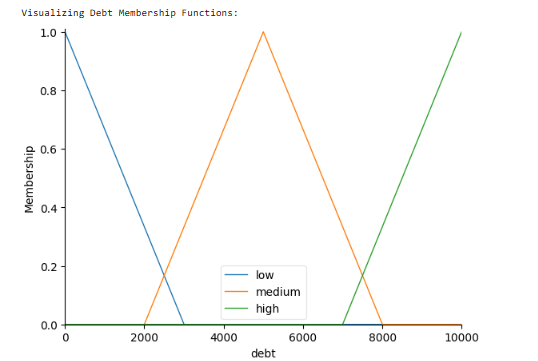 Visualizing Debt Membership Functions:
1.0
0.8
0.6
0.4
0.2
0.0
Membership
low
medium
high
0 2000 4000 6000 8000 10000
debt